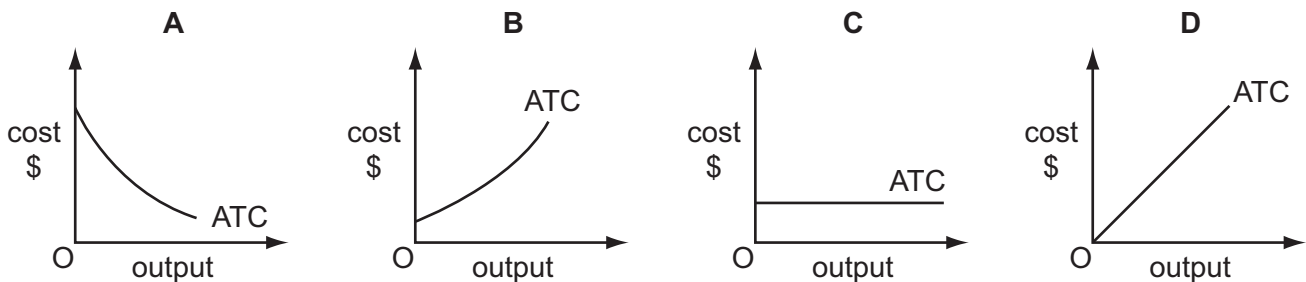 A
cost
$
ATC
O
output
B
cost
$
ATC
O
output
C
cost
$
ATC
O
output
D
cost
$
ATC
O
output